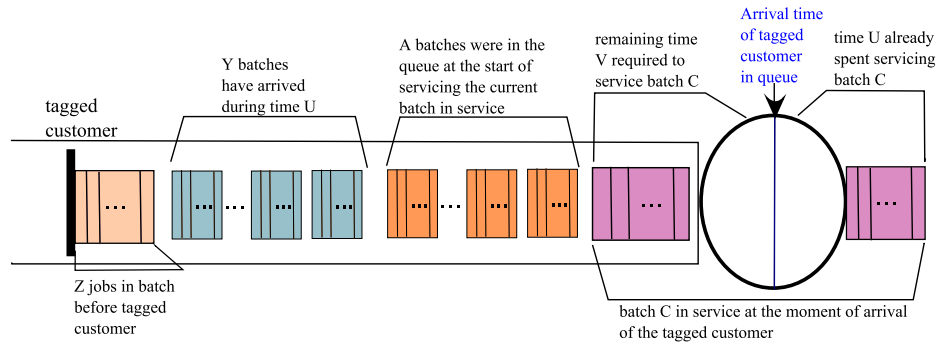 Y batches
have arrived
during time U
A batches were in the
queue at the start of
servicing the current
batch in service
remaining time
V required to
service batch C
Arrival time
of tagged
customer
in queue
time U already
spent servicing
batch C
tagged
customer
...
...
...
...
...
...
...
...
...
...
...
Z jobs in batch
before tagged
customer
batch C in service at the moment of arrival
of the tagged customer